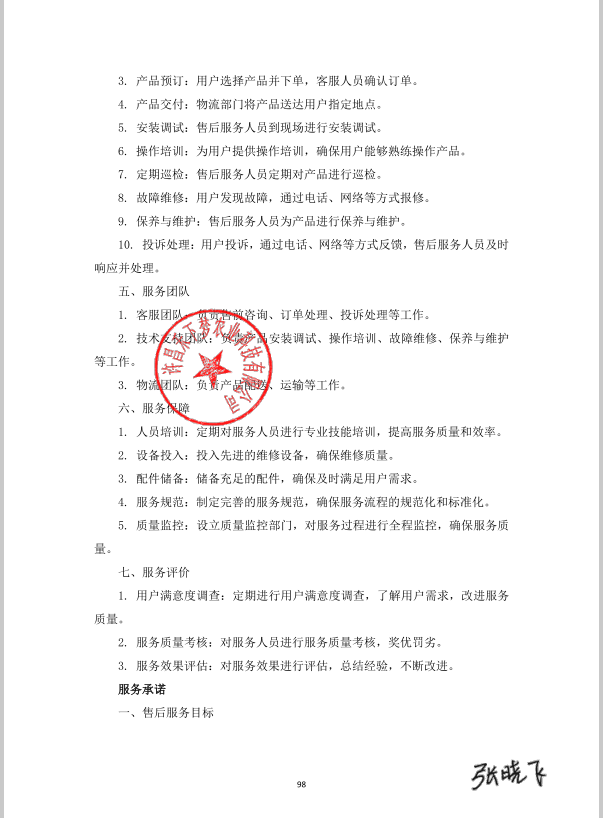 3. 产品预订：用户选择产品并下单，客服人员确认订单。
4. 产品交付：物流部门将产品送达用户指定地点。
5. 安装调试：售后服务人员到现场进行安装调试。
6. 操作培训：为用户提供操作培训，确保用户能够熟练操作产品。
7. 定期巡检：售后服务人员定期对产品进行巡检。
8. 故障维修：用户发现故障，通过电话、网络等方式报修。
9. 保养与维护：售后服务人员为产品进行保养与维护。
10. 投诉处理：用户投诉，通过电话、网络等方式反馈，售后服务人员及时
响应并处理。
五、服务团队
1. 客服团队：负责售前咨询、订单处理、投诉处理等工作。
2. 技术支持团队：负责产品安装调试、操作培训、故障维修、保养与维护
等工作。
3. 物流团队：负责产品配送、运输等工作。
六、服务保障
1. 人员培训：定期对服务人员进行专业技能培训，提高服务质量和效率。
2. 设备投入：投入先进的维修设备，确保维修质量。
3. 配件储备：储备充足的配件，确保及时满足用户需求。
4. 服务规范：制定完善的服务规范，确保服务流程的规范化和标准化。
5. 质量监控：设立质量监控部门，对服务过程进行全程监控，确保服务质
量。
七、服务评价
1. 用户满意度调查：定期进行用户满意度调查，了解用户需求，改进服务
质量。
2. 服务质量考核：对服务人员进行服务质量考核，奖优罚劣。
3. 服务效果评估：对服务效果进行评估，总结经验，不断改进。
服务承诺
一、售后服务目标
许昌禾下梦农业科技有限公司
张晓飞
98